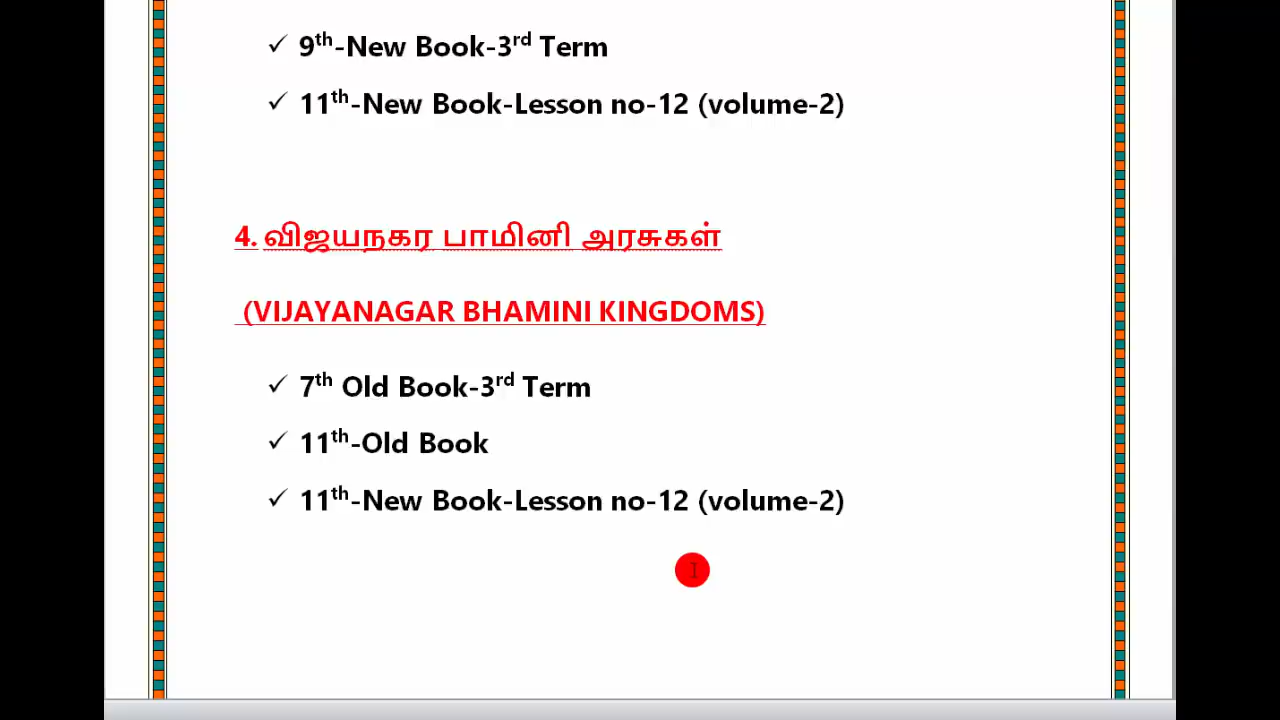 ✓ 9th-New Book-3rd Term
✓ 11th-New Book-Lesson no-12 (volume-2)
4. விஜயநகர பாமினி அரசுகள்
(VIJAYANAGAR BHAMINI KINGDOMS)
✓ 7th Old Book-3rd Term
✓ 11th-Old Book
✓ 11th-New Book-Lesson no-12 (volume-2)